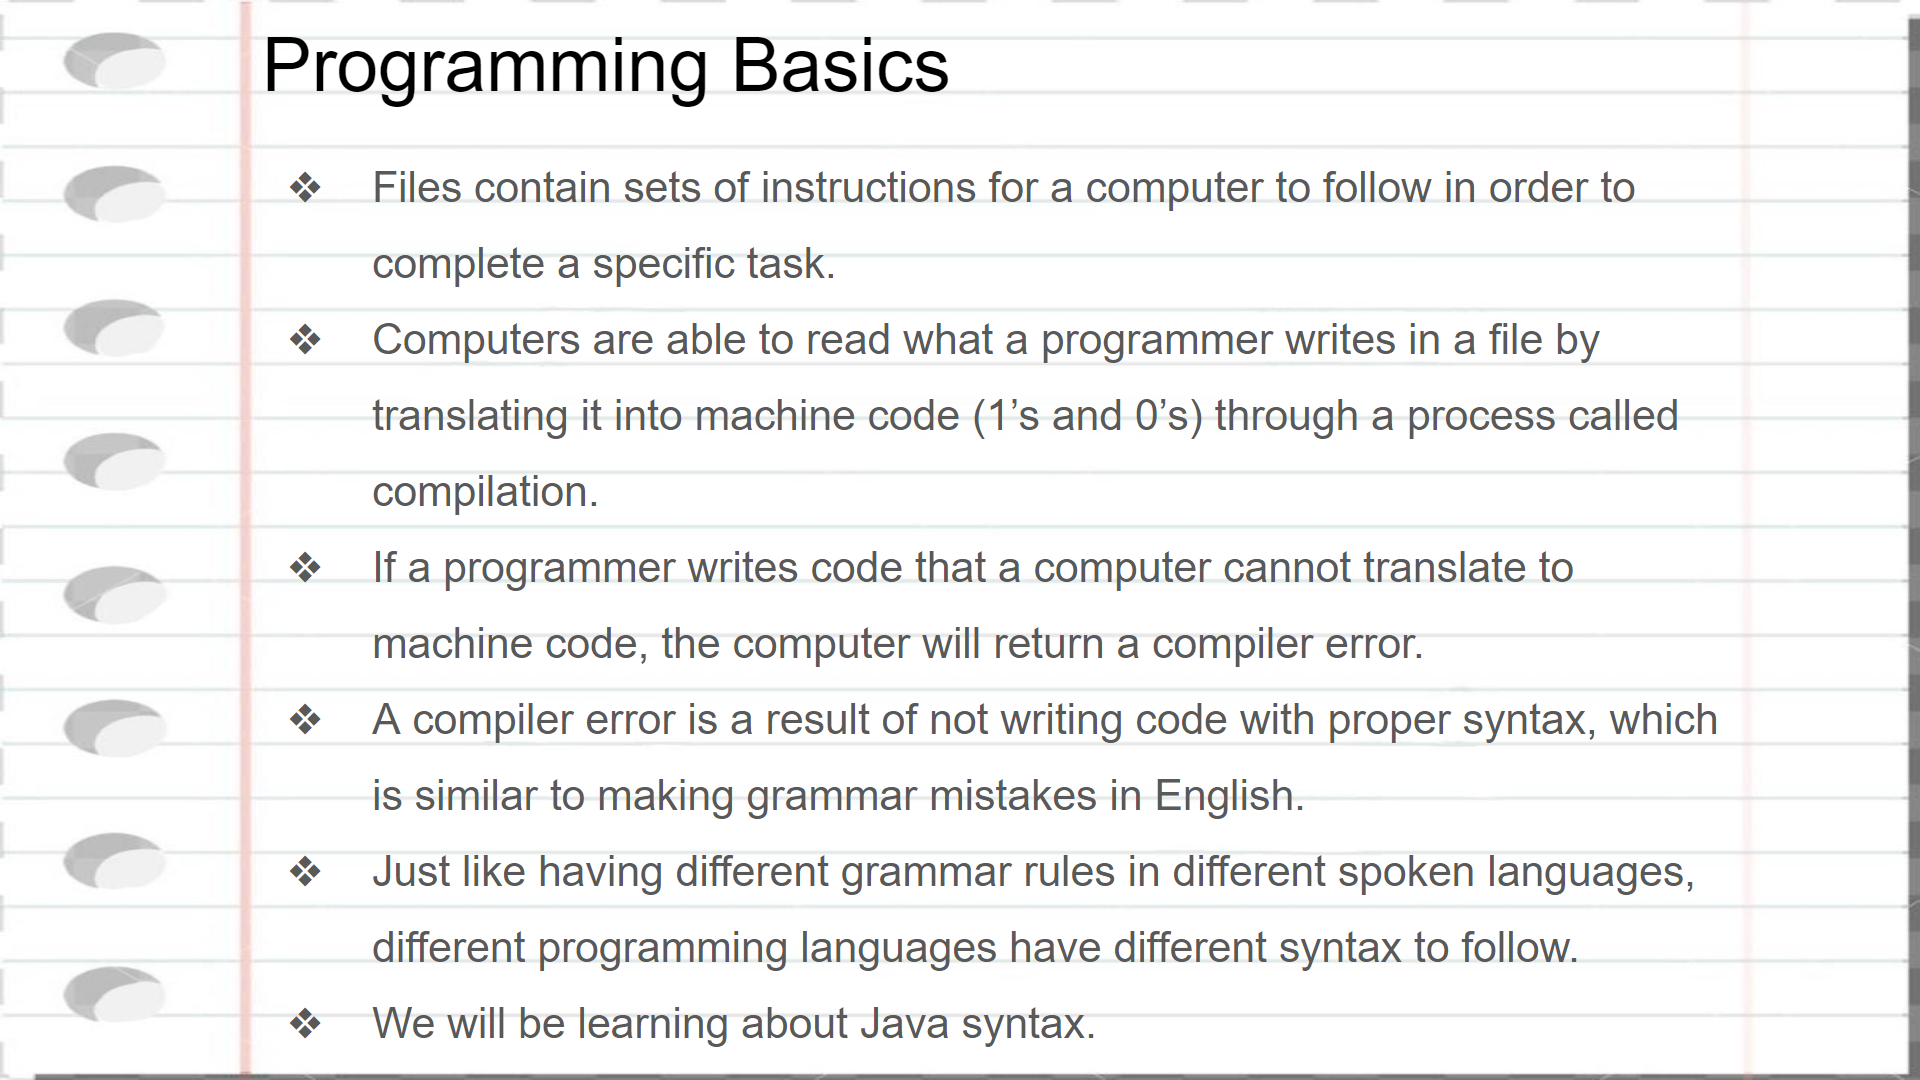 Programming Basics
❖ Files contain sets of instructions for a computer to follow in order to
complete a specific task.
❖ Computers are able to read what a programmer writes in a file by
translating it into machine code (1’s and 0’s) through a process called
compilation.
❖ If a programmer writes code that a computer cannot translate to
machine code, the computer will return a compiler error.
❖ A compiler error is a result of not writing code with proper syntax, which
is similar to making grammar mistakes in English.
❖ Just like having different grammar rules in different spoken languages,
different programming languages have different syntax to follow.
❖ We will be learning about Java syntax.